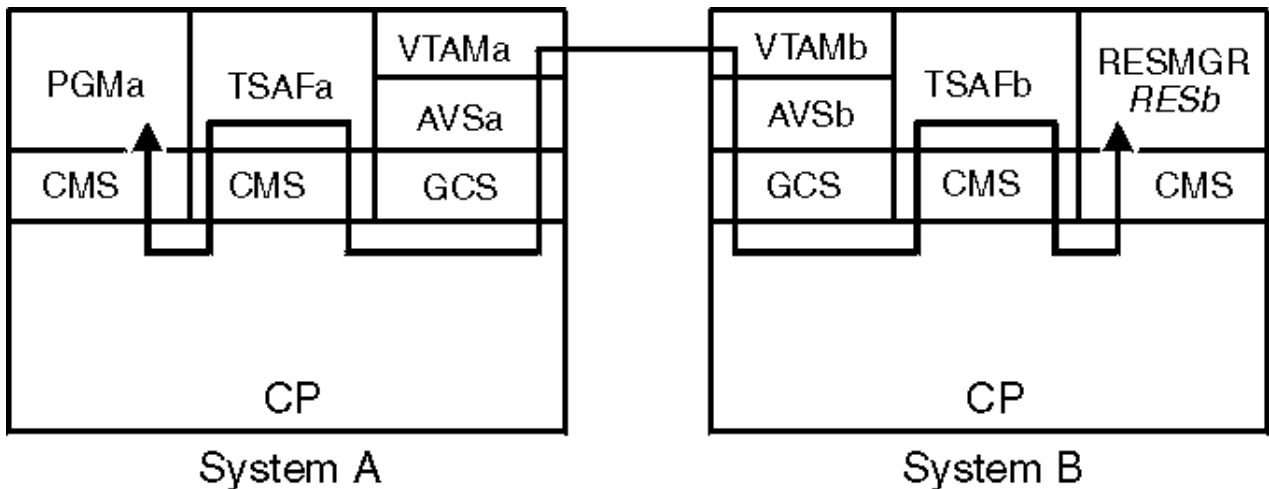 PGMa
TSAFa
VTAMa
AVSa
CMS
CMS
GCS
CP
System A
VTAMb
AVSb
TSAFb
RESMGR
RESb
GCS
CMS
CMS
CP
System B